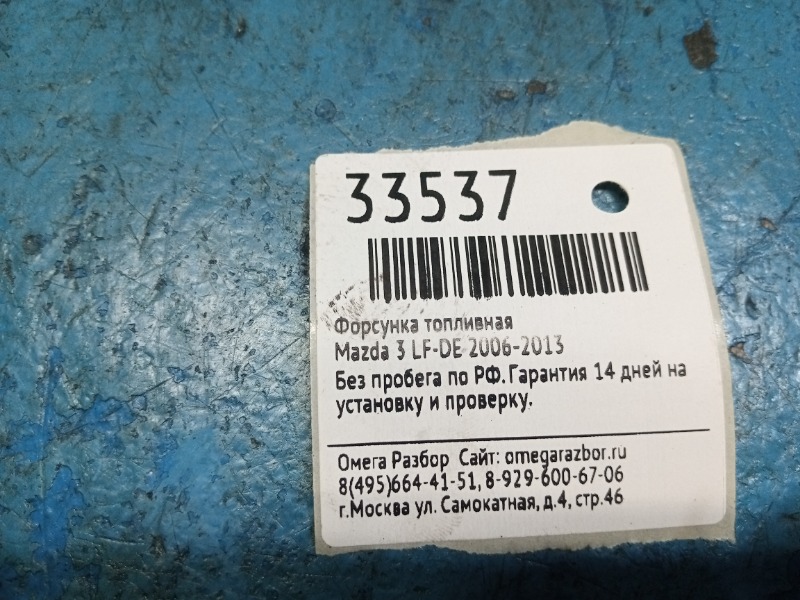 33537
Форсунка топливная
Mazda 3 LF-DE 2006-2013
Без пробега по РФ. Гарантия 14 дней на
установку и проверку.
Омега Разбор Сайт: omegarazbor.ru
8(495)664-41-51, 8-929-600-67-06
г.Москва ул. Самокатная, д.4, стр.46